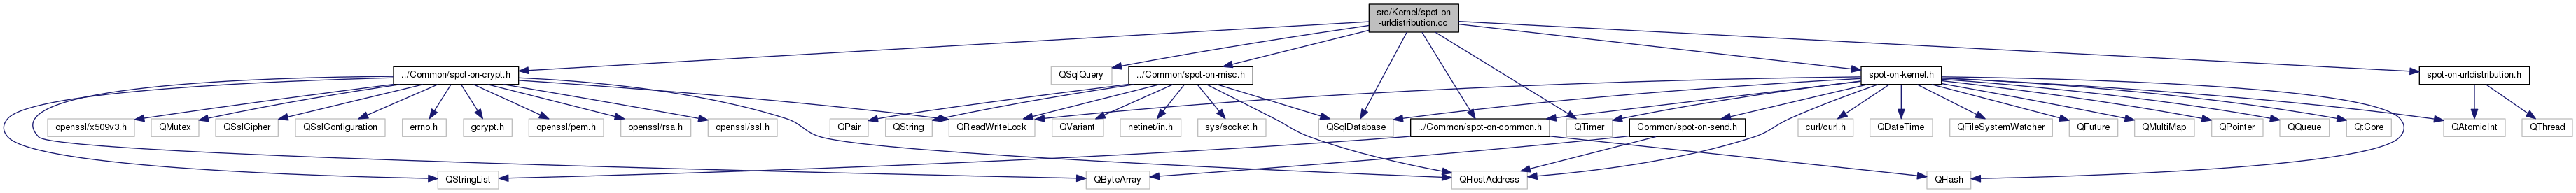 src/Kernel/spot-on
-urldistribution.cc
../Common/spot-on-crypt.h
QSqlQuery
../Common/spot-on-misc.h
spot-on-kernel.h
spot-on-urldistribution.h
openssl/x509v3.h
QMutex
QSslCipher
QSslConfiguration
errno.h
gcrypt.h
openssl/pem.h
openssl/rsa.h
openssl/ssl.h
QPair
QString
QReadWriteLock
QVariant
netinet/in.h
sys/socket.h
QSqlDatabase
../Common/spot-on-common.h
QTimer
Common/spot-on-send.h
curl/curl.h
QDateTime
QFileSystemWatcher
QFuture
QMultiMap
QPointer
QQueue
QtCore
QAtomicInt
QThread
QStringList
QByteArray
QHostAddress
QHash